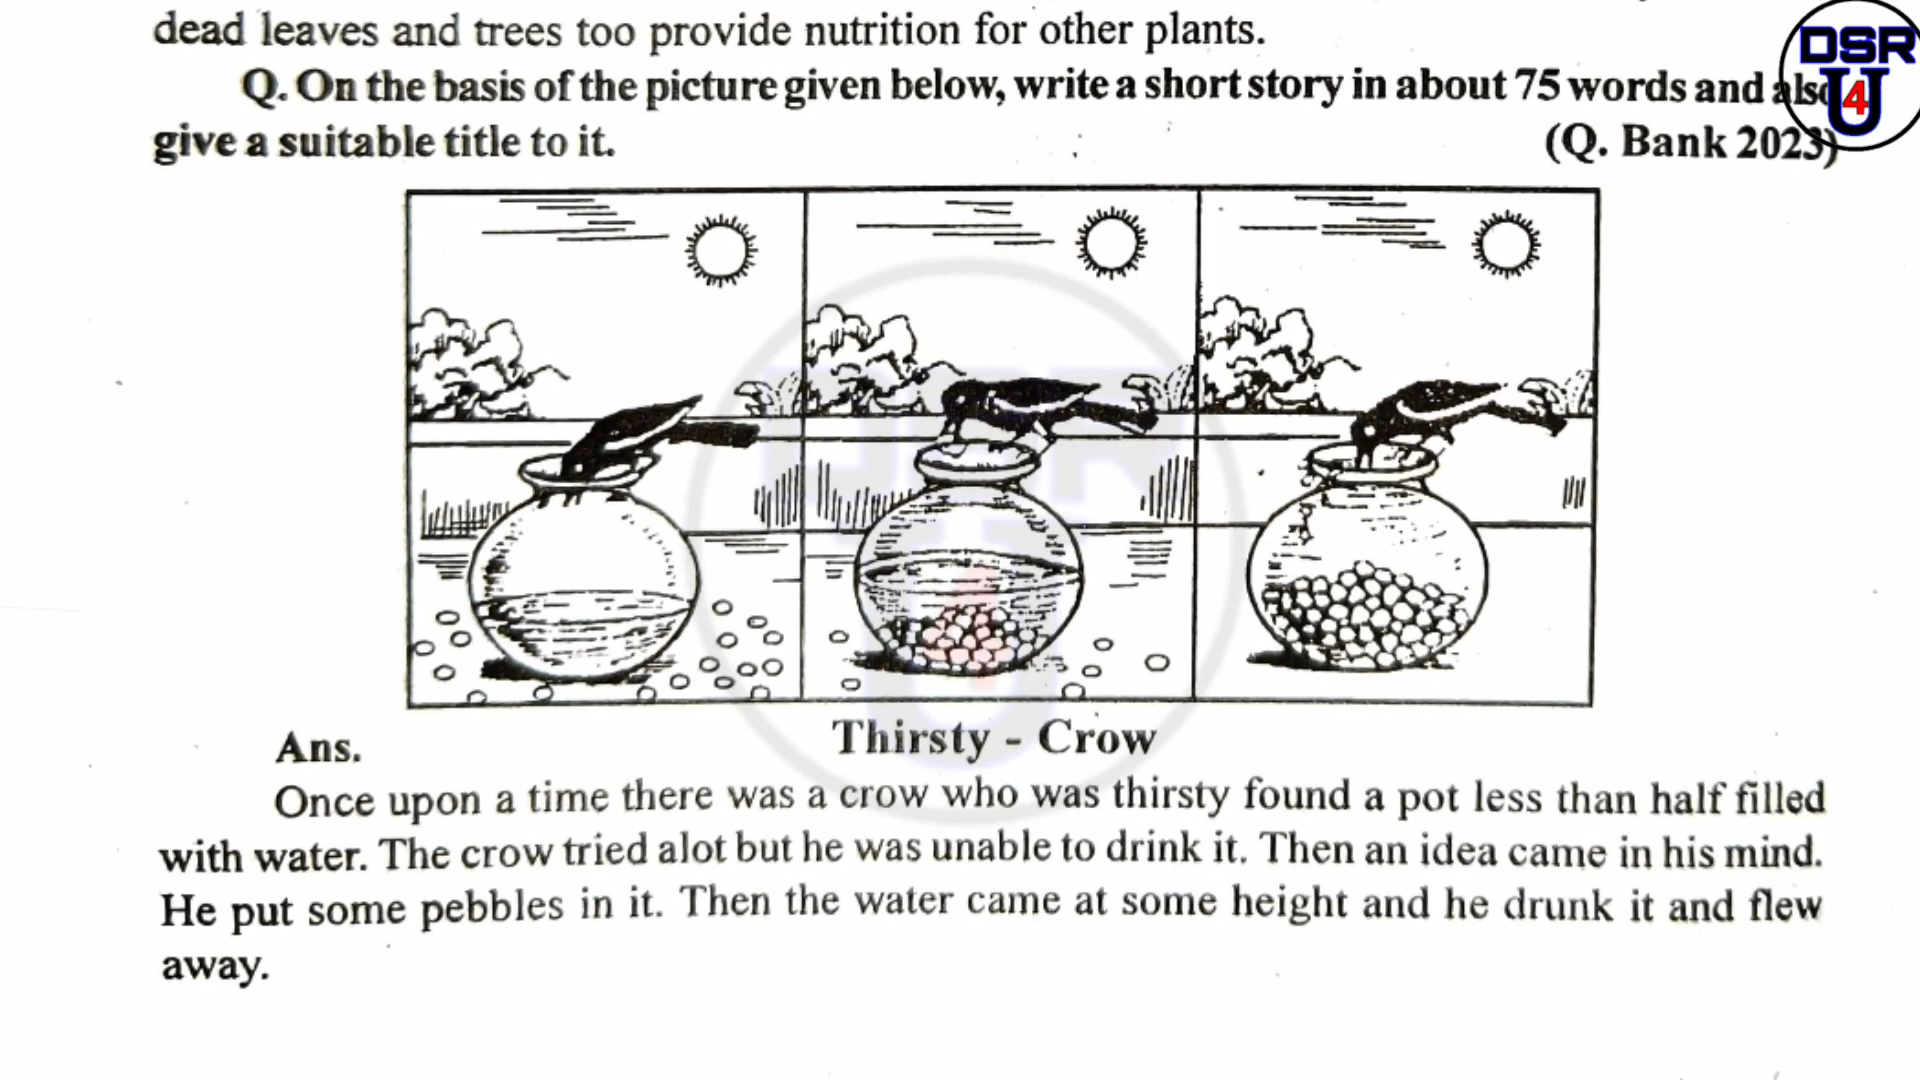 dead leaves and trees too provide nutrition for other plants.
DSR
U
4
Q. On the basis of the picture given below, write a short story in about 75 words and also
give a suitable title to it. (Q. Bank 2023)
Ans. Thirsty - Crow
Once upon a time there was a crow who was thirsty found a pot less than half filled
with water. The crow tried alot but he was unable to drink it. Then an idea came in his mind.
He put some pebbles in it. Then the water came at some height and he drunk it and flew
away.